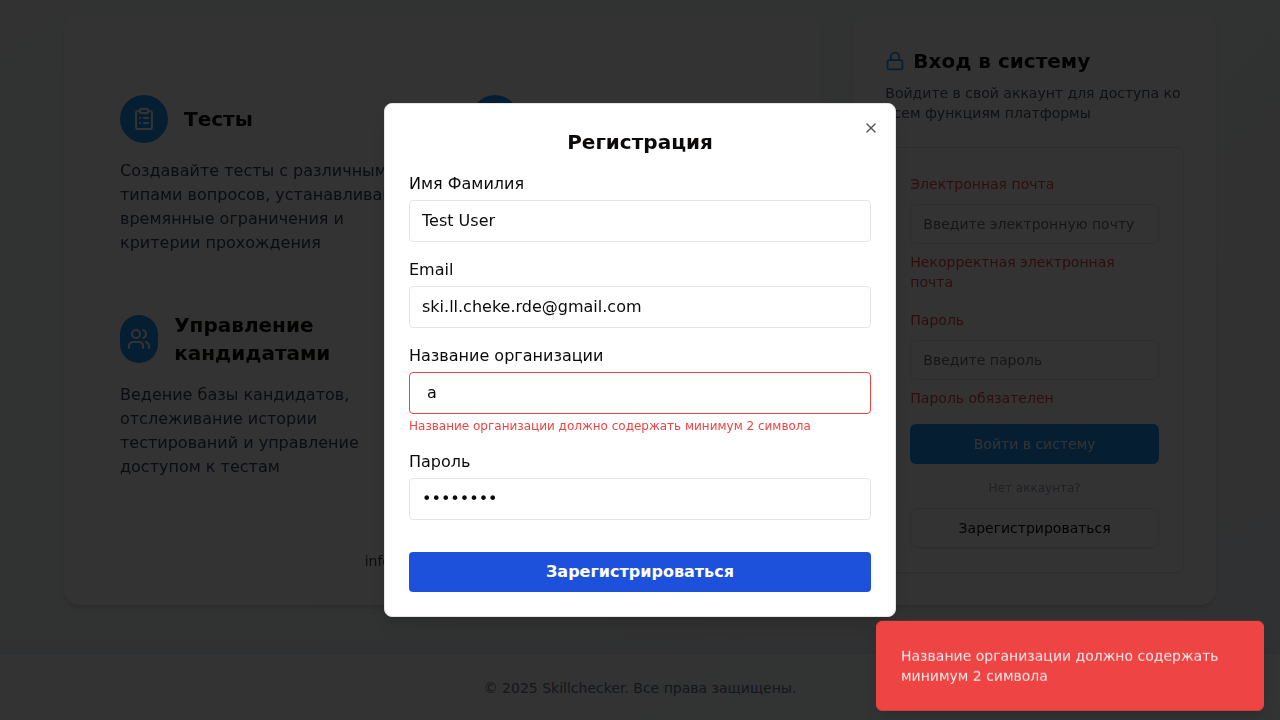 Тесты
Создавайте тесты с различным
типами вопросов, устанавлива
времянные ограничения и
критерии прохождения
Управление
кандидатами
Ведение базы кандидатов,
отслеживание истории
тестирований и управление
доступом к тестам
Регистрация
Имя Фамилия
Test User
Email
ski.ll.cheke.rde@gmail.com
Название организации
a
Название организации должно содержать минимум 2 символа
Пароль
••••••••
Зарегистрироваться
Вход в систему
Войдите в свой аккаунт для доступа ко
сем функциям платформы
Электронная почта
Введите электронную почту
Некорректная электронная
почта
Пароль
Введите пароль
Пароль обязателен
Войти в систему
Нет аккаунта?
Зарегистрироваться
inf
© 2025 Skillchecker. Все права защищены.
Название организации должно содержать
минимум 2 символа